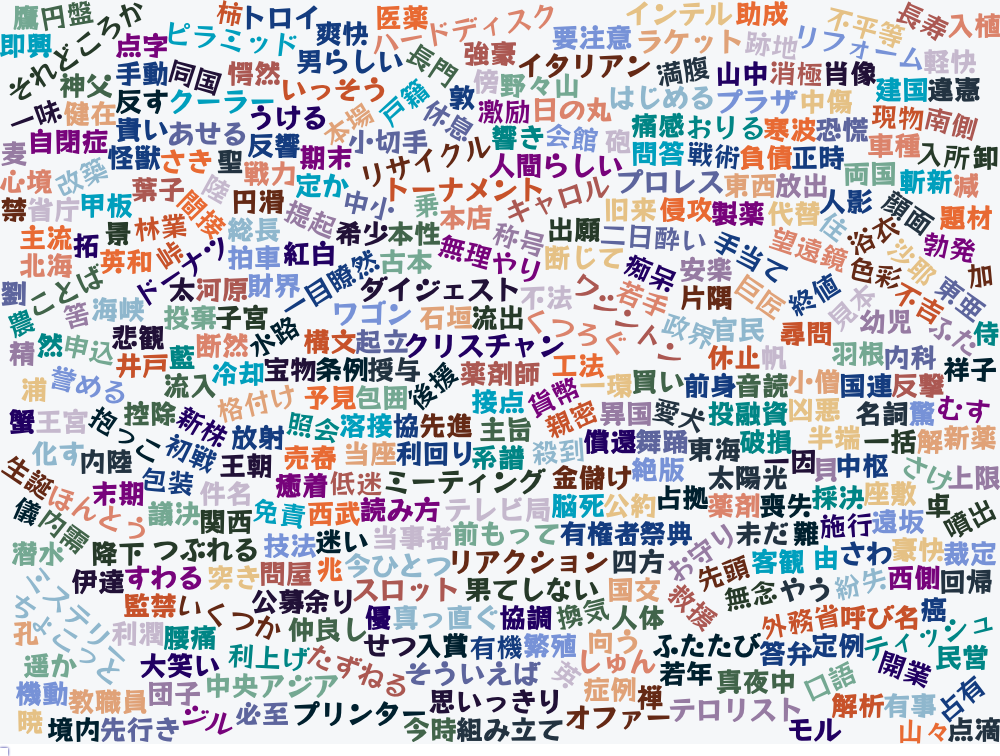 鷹 円盤 それどころか 柿 トロイ 医薬 ハードディスク インテル 助成 不平等 長寿 入植
即興 点字 ピラミッド 爽快 強豪 要注意 ラケット 跡地 リフォーム 軽快
神父 手動 同国 愕然 男らしい 長門 傍 野々山 イタリアン 満腹 山中 消極 肖像 建国 違憲
一味 健在 反す クーラー いっそう 戸籍 敦 激励 日の丸 はじめる プラザ 中傷 現物 南側
自閉症 貴い あせる うける 本場 小切手 休息 響き 会館 砲 痛感 おりる 寒波 恐慌 車種
麦 怪獣 さき 聖 反響 期末 リサイクル 人間らしい 問答 戦術 負債 正時 両国 入所 卸
心境 改築 葉子 陸 戦力 定か トーナメント キャロル プロレス 東西 放出 斬新 減
禁 省庁 甲板 間接 円滑 提起 中小 乗 本店 旧来 侵攻 製薬 代替 住 人影 顔面 題材
主流 拓 景 林業 総長 希少 本性 称号 出願 二日酔い 手当て 望遠鏡 浴衣 沙耶 勃発
北海 英和 峠 ドーナツ 拍車 紅白 古本 無理やり 断じて 痴呆 安楽 色彩 加
劉 ことば 太 河原 財界 一目瞭然 ダイジェスト 不法 ワシントン 若手 片隅 巨匠 終値 見本 不吉 東亜
農 笛 海峡 投棄 子宮 ワゴン 石垣 流出 くつろぐ 政界 官民 尋問 幼児 ふた 侍
精 然 申込 悲観 藍 断然 水路 構文 起立 クリスチャン 休止 帆 羽根 内科
井戸 冷却 宝物 条例 授与 薬剤師 工法 一環 買い 前身 音読 小僧 国連 反撃 祥子
浦 誉める 流入 格付け 予見 包囲 後援 接点 貨幣 異国 愛犬 投融資 凶悪 名詞 驚 むす
蟹 王宮 抱っこ 控除 新株 放射 照会 溶接 協 先進 主旨 親密 償還 舞踊 東海 破損 半端 一括 解 新薬
化す 内陸 初戦 王朝 売春 当座 利回り 系譜 殺到 太陽光 一因 貝 中枢 さけ 上限
生誕 ほんとう 末期 包装 件名 癒着 低迷 ミーティング 金儲け 絶版 占拠 薬剤 喪失 採決 座敷 卓 噴出
儀 内需 議決 関西 免責 西武 読み方 テレビ局 脳死 公約 未だ 難 施行 遠坂
潜水 降下 つぶれる 技法 迷い 当事者 前もって 有権者 祭典 お守り 客観 由 さわ 豪快 裁定
ミステリー 伊達 すわる 突き 問屋 兆 今ひとつ リアクション 四方 先頭 無念 やう 紛失 西側 回帰
ちょこっと 監禁 いくつか 公募 余り スロット 果てしない 国交 救援 外務省 呼び名 癌
孔 利潤 腰痛 仲良し 優 真っ直ぐ 協調 換気 人体 ティッシュ
遥か 大笑い 利上げ たずねる せつ 入賞 有機 繁殖 向う ふたたび 答弁 定例 開業 民営
機動 教職員 団子 中央アジア そういえば 英 しゅん 症例 禅 若年 真夜中 口語 解析 有事 占有
暁 境内 先行き ジル 必至 プリンター 思いっきり 今時 組み立て オファー テロリスト モル 山々 点滴